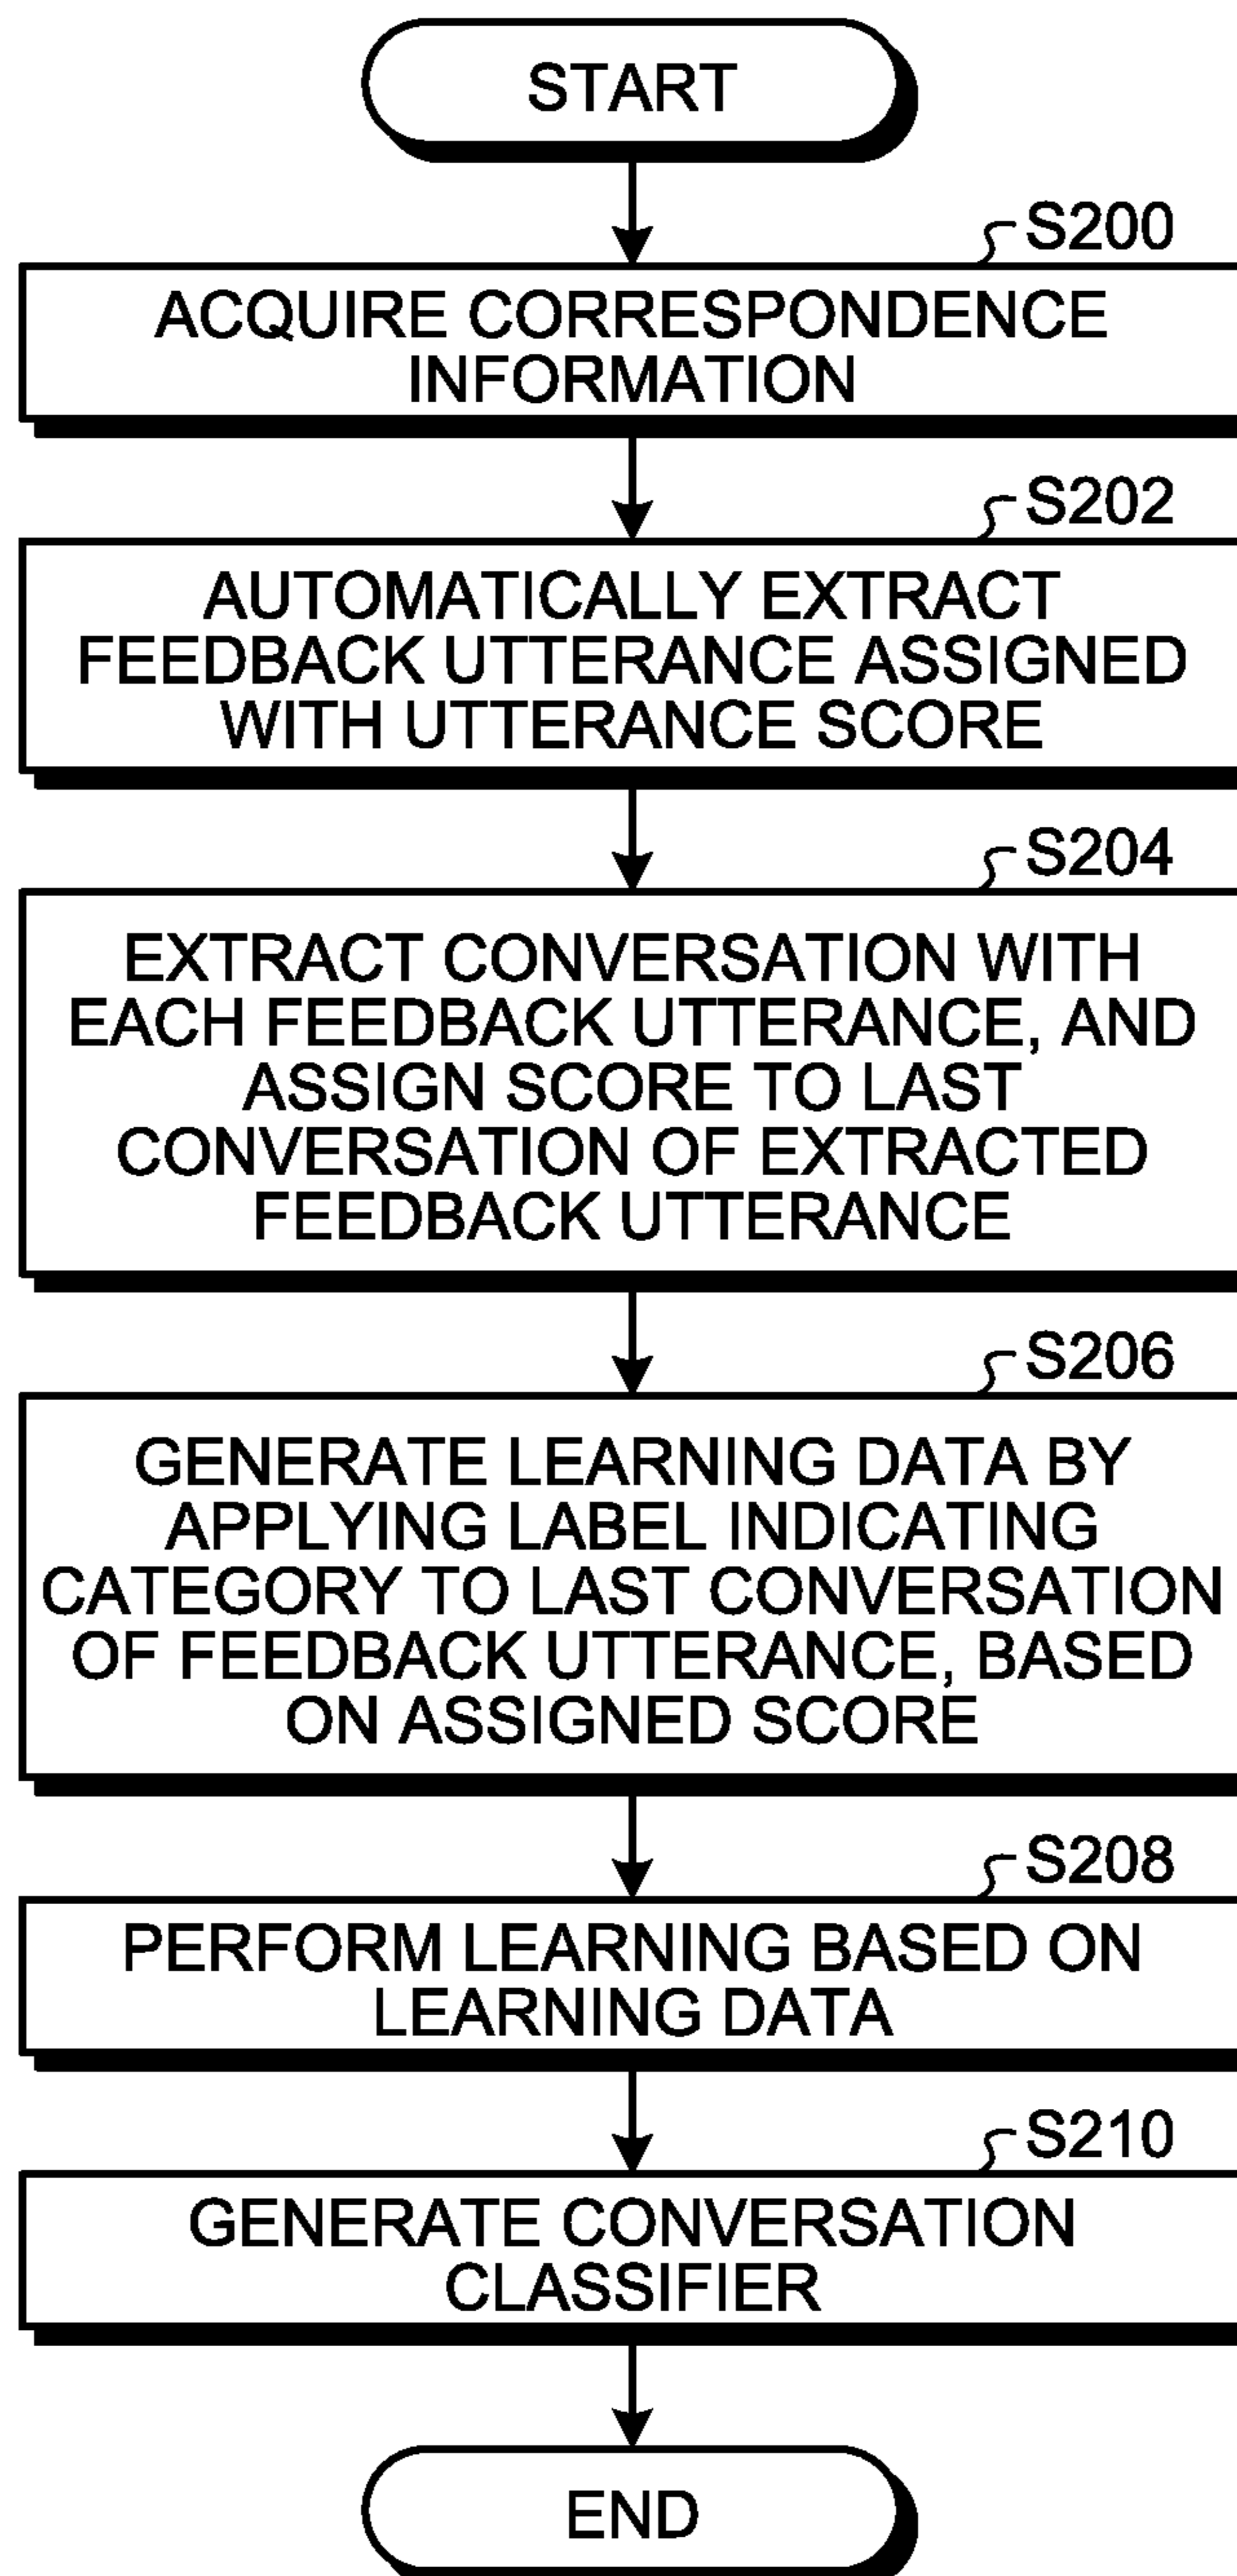 START
S200
ACQUIRE CORRESPONDENCE
INFORMATION
S202
AUTOMATICALLY EXTRACT
FEEDBACK UTTERANCE ASSIGNED
WITH UTTERANCE SCORE
S204
EXTRACT CONVERSATION WITH
EACH FEEDBACK UTTERANCE, AND
ASSIGN SCORE TO LAST
CONVERSATION OF EXTRACTED
FEEDBACK UTTERANCE
S206
GENERATE LEARNING DATA BY
APPLYING LABEL INDICATING
CATEGORY TO LAST CONVERSATION
OF FEEDBACK UTTERANCE, BASED
ON ASSIGNED SCORE
S208
PERFORM LEARNING BASED ON
LEARNING DATA
S210
GENERATE CONVERSATION
CLASSIFIER
END